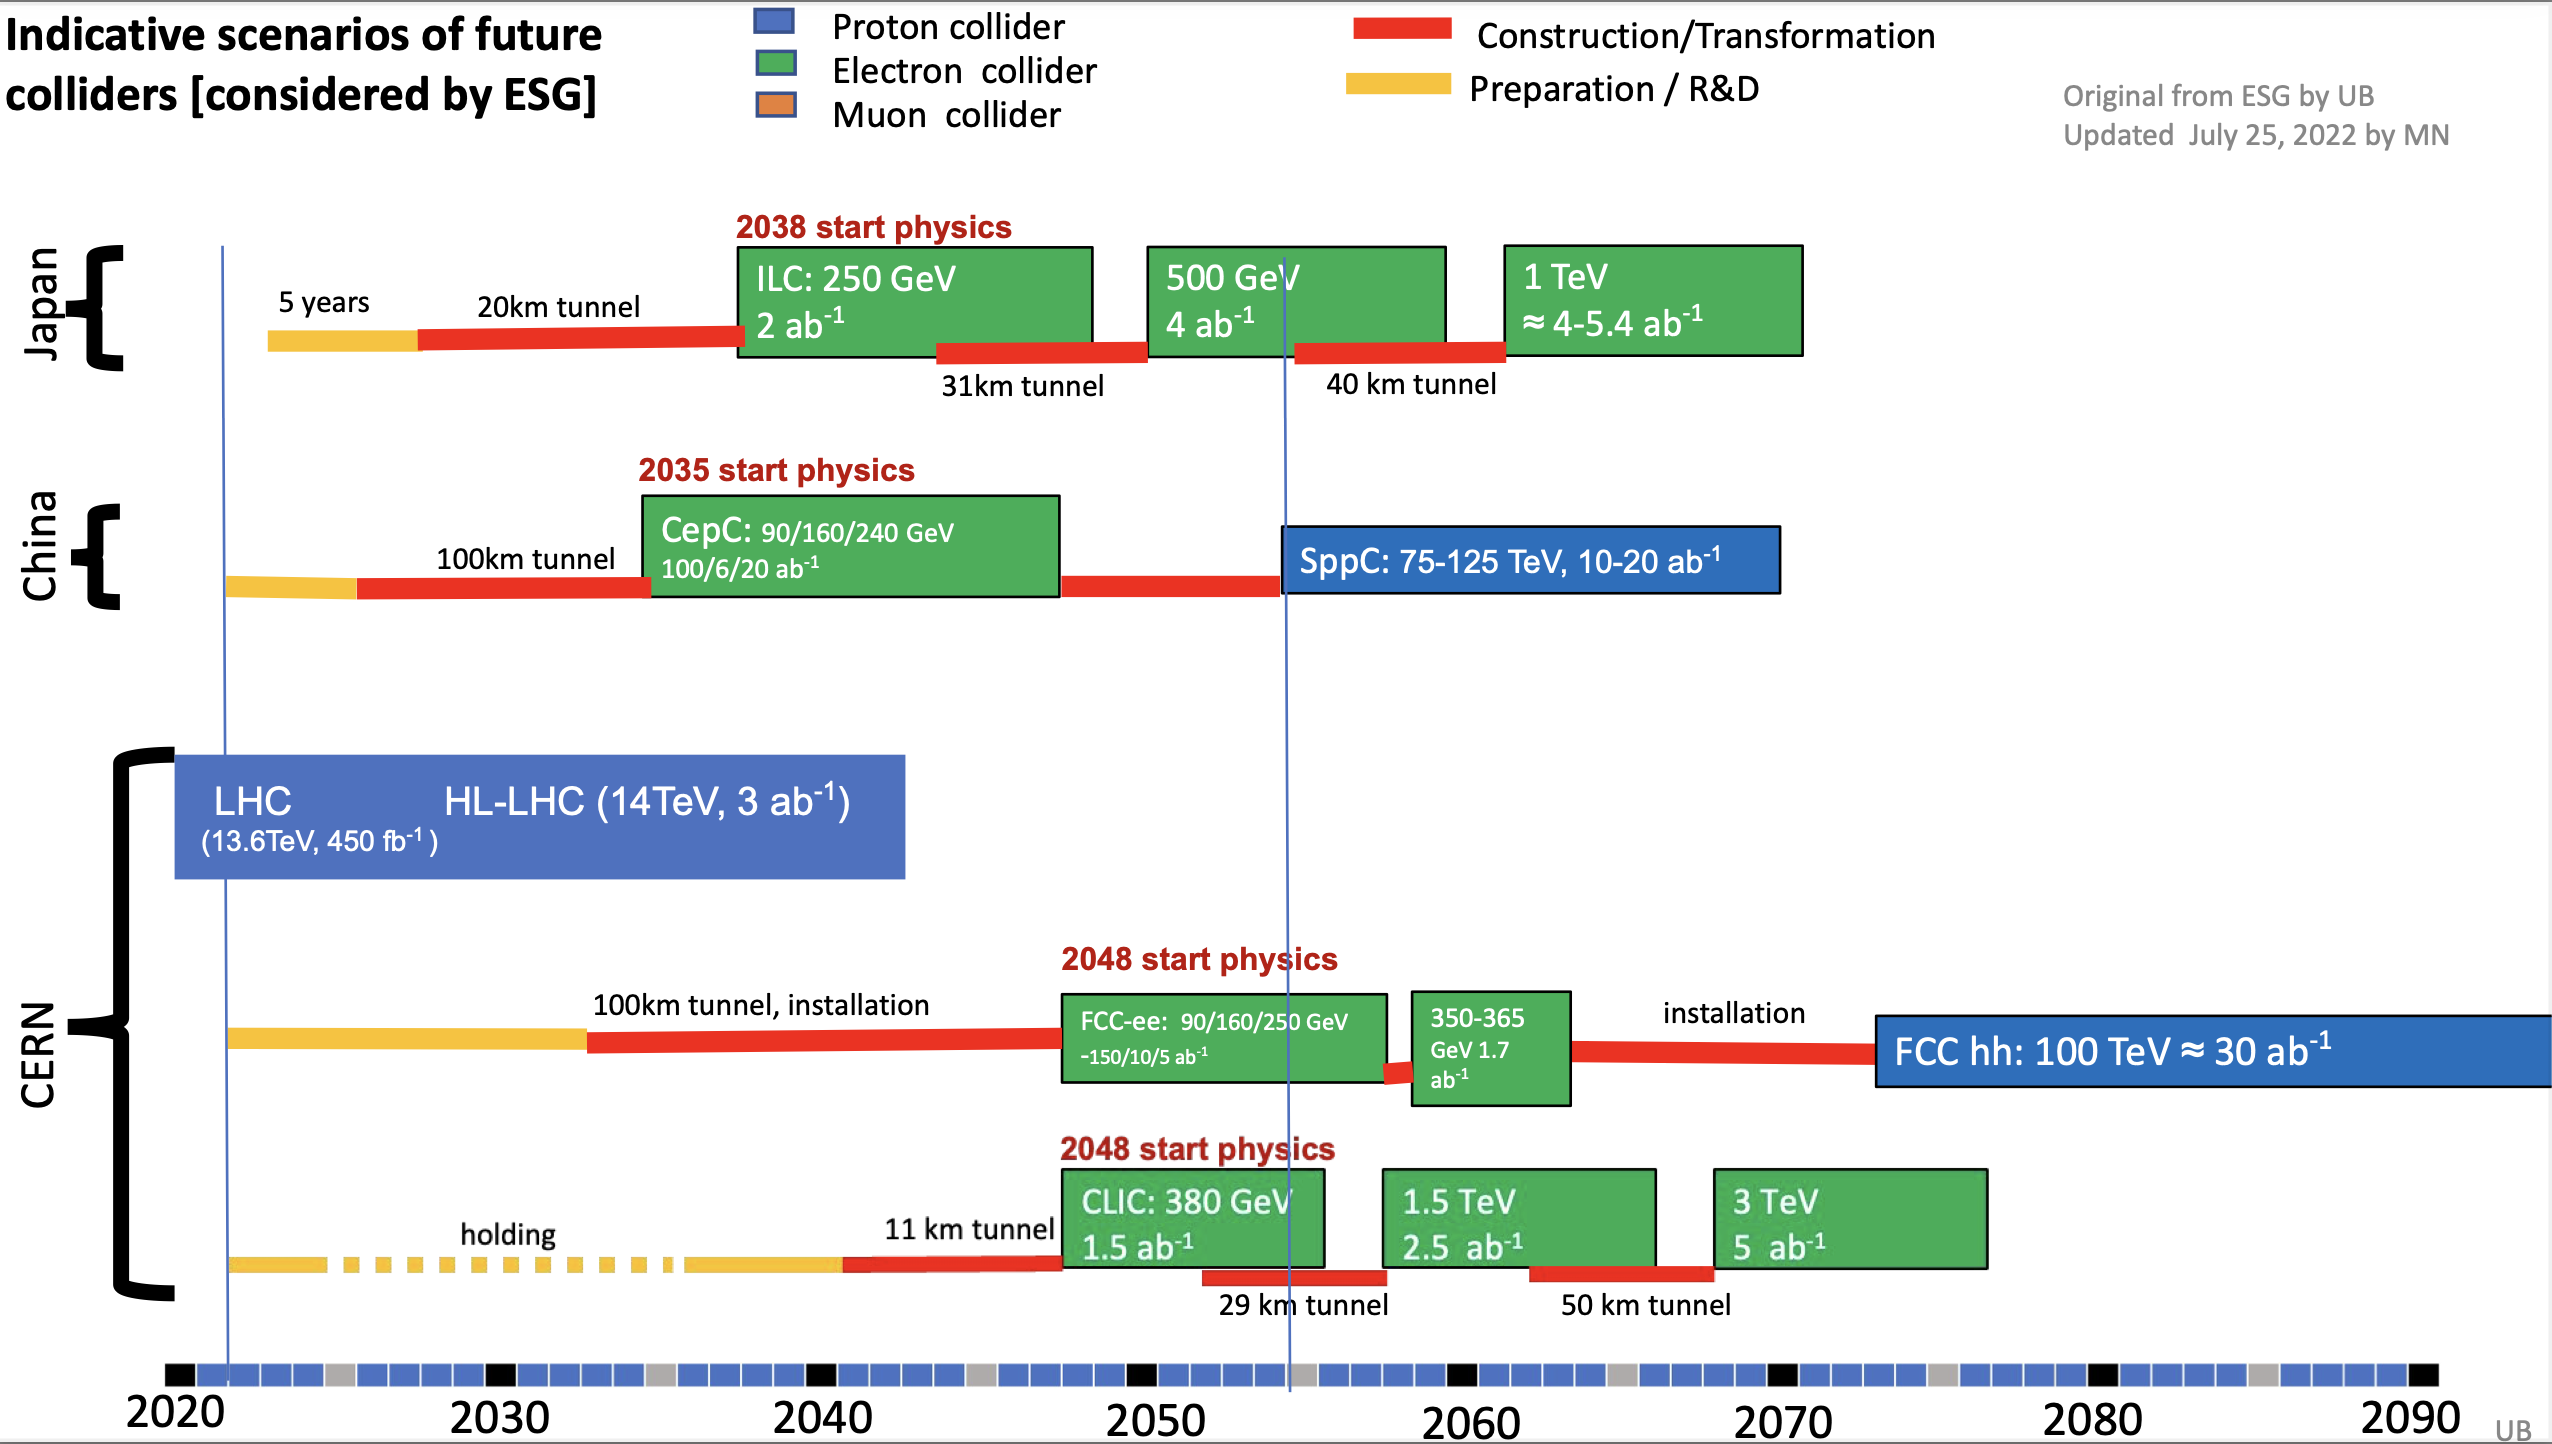 Indicative scenarios of future
colliders [considered by ESG]
Proton collider
Electron collider
Muon collider
Construction/Transformation
Preparation / R&D
Original from ESG by UB
Updated July 25, 2022 by MN
Japan
2038 start physics
5 years
20km tunnel
ILC: 250 GeV
2 ab⁻¹
31km tunnel
500 GeV
4 ab⁻¹
40 km tunnel
1 TeV
≈ 4-5.4 ab⁻¹
China
2035 start physics
100km tunnel
CepC: 90/160/240 GeV
100/6/20 ab⁻¹
SppC: 75-125 TeV, 10-20 ab⁻¹
CERN
LHC
(13.6TeV, 450 fb⁻¹ )
HL-LHC (14TeV, 3 ab⁻¹)
2048 start physics
100km tunnel, installation
FCC-ee: 90/160/250 GeV
~150/10/5 ab⁻¹
350-365
GeV 1.7
ab⁻¹
installation
FCC hh: 100 TeV ≈ 30 ab⁻¹
2048 start physics
holding
11 km tunnel
CLIC: 380 GeV
1.5 ab⁻¹
29 km tunnel
1.5 TeV
2.5 ab⁻¹
50 km tunnel
3 TeV
5 ab⁻¹
2020 2030 2040 2050 2060 2070 2080 2090
UB